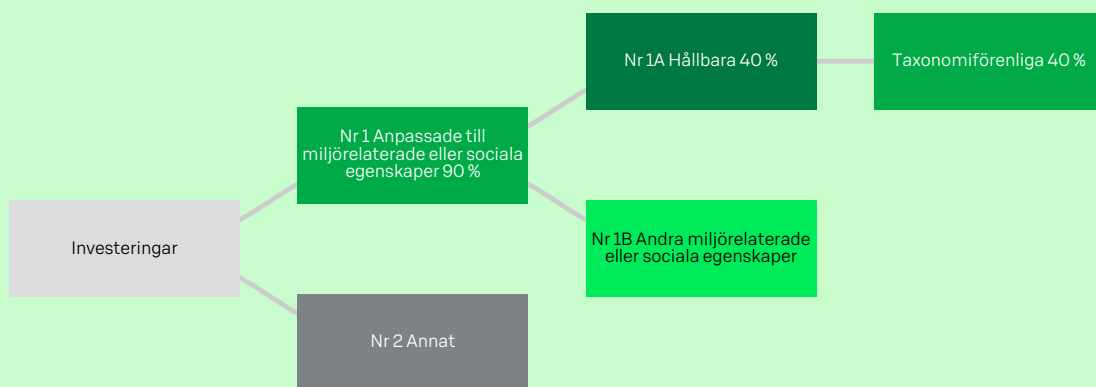 Nr 1A Hållbara 40 %
Taxonomiförenliga 40 %
Nr 1 Anpassade till
miljörelaterade eller sociala
egenskaper 90 %
Investeringar
Nr 1B Andra miljörelaterade
eller sociala egenskaper
Nr 2 Annat